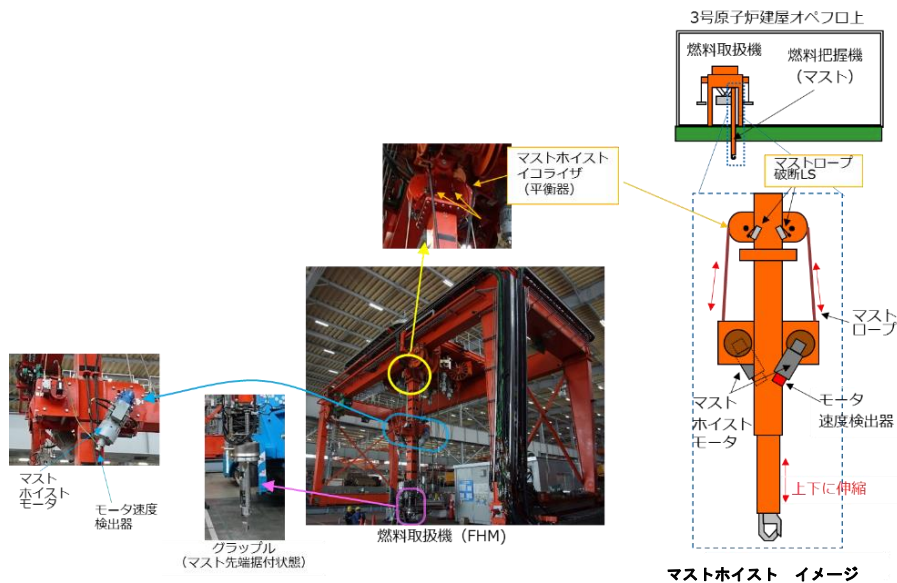 3号原子炉建屋オペフロ上
燃料取扱機
燃料把握機
（マスト）
マストホイスト
イコライザ
（平衡器）
マストロープ
破断LS
マスト
ロープ
マスト
ホイスト
モータ
モータ
速度検出器
上下に伸縮
マスト
ホイスト
モータ
モータ速度
検出器
グラップル
（マスト先端据付状態）
燃料取扱機（FHM）
マストホイスト　イメージ